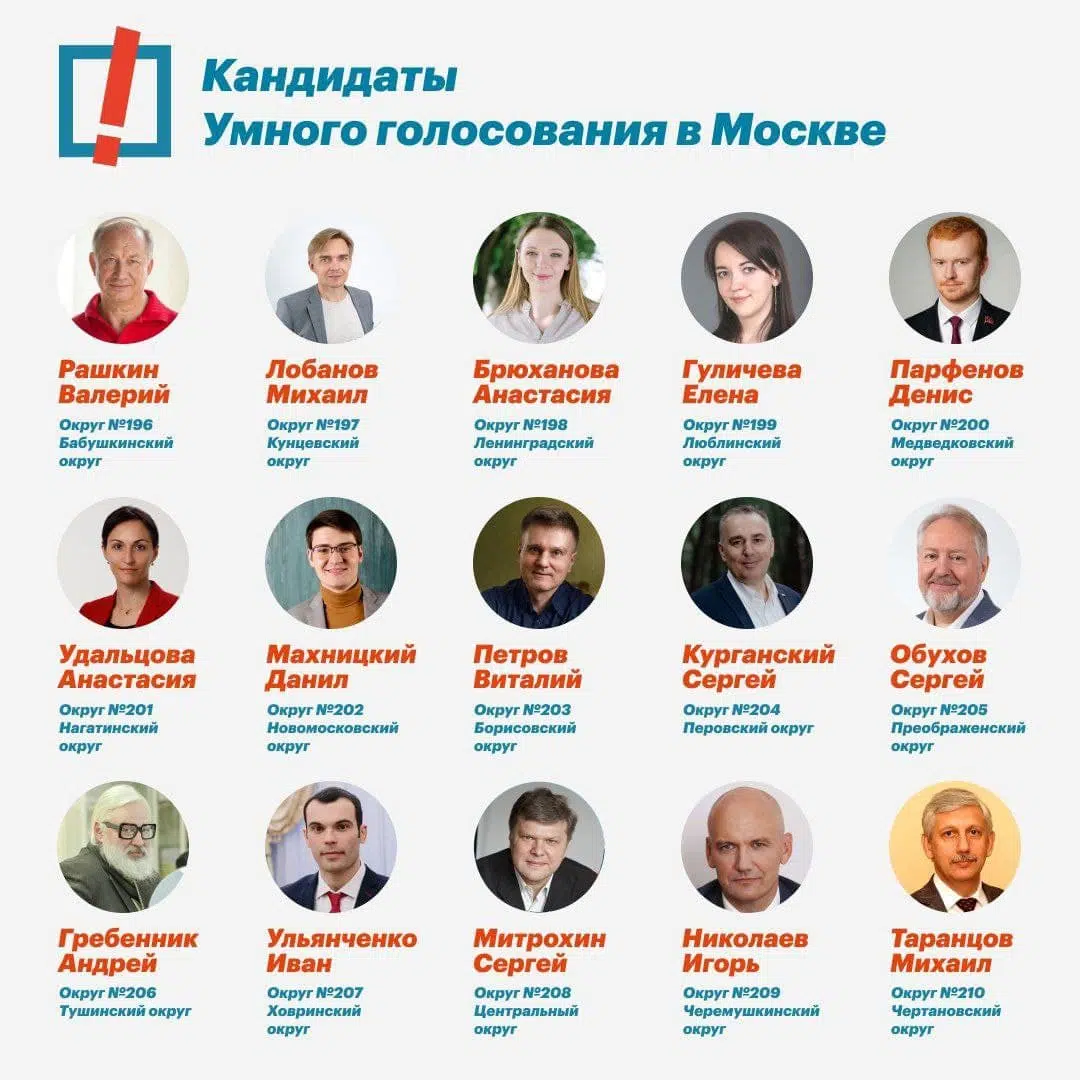 Кандидаты
Умного голосования в Москве
Рашкин
Валерий
Округ №196
Бабушкинский
округ
Лобанов
Михаил
Округ №197
Кунцевский
округ
Брюханова
Анастасия
Округ №198
Ленинградский
округ
Гуличева
Елена
Округ №199
Люблинский
округ
Парфенов
Денис
Округ №200
Медведковский
округ
Удальцова
Анастасия
Округ №201
Нагатинский
округ
Махницкий
Данил
Округ №202
Новомосковский
округ
Петров
Виталий
Округ №203
Борисовский
округ
Курганский
Сергей
Округ №204
Перовский округ
Обухов
Сергей
Округ №205
Преображенский
округ
Гребенник
Андрей
Округ №206
Тушинский округ
Ульянченко
Иван
Округ №207
Ховринский
округ
Митрохин
Сергей
Округ №208
Центральный
округ
Николаев
Игорь
Округ №209
Черемушкинский
округ
Таранцов
Михаил
Округ №210
Чертановский
округ